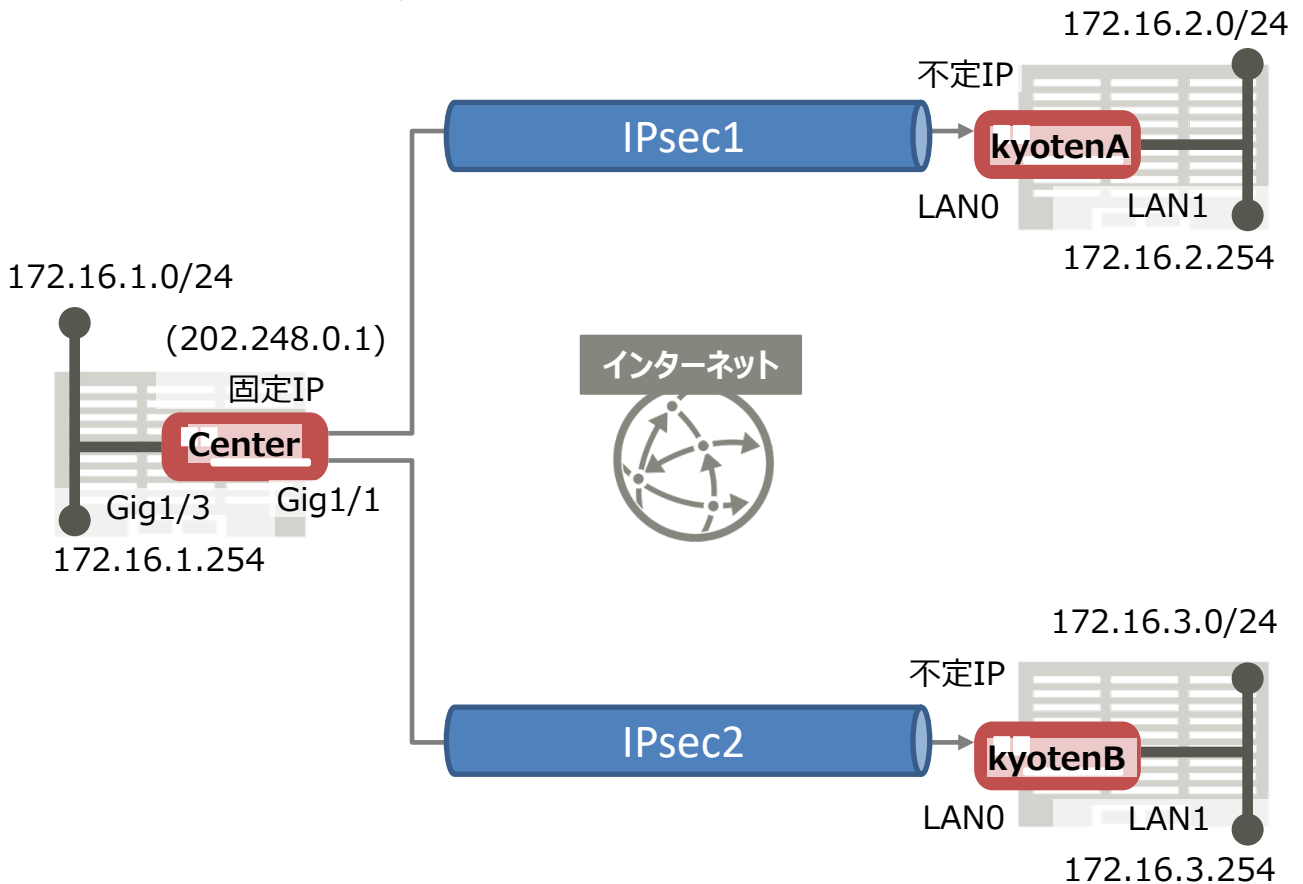 172.16.2.0/24
不定IP
IPsec1
kyotenA
LAN0
LAN1
172.16.2.254
172.16.1.0/24
(202.248.0.1)
固定IP
インターネット
Center
Gig1/3
Gig1/1
172.16.1.254
172.16.3.0/24
不定IP
IPsec2
kyotenB
LAN0
LAN1
172.16.3.254